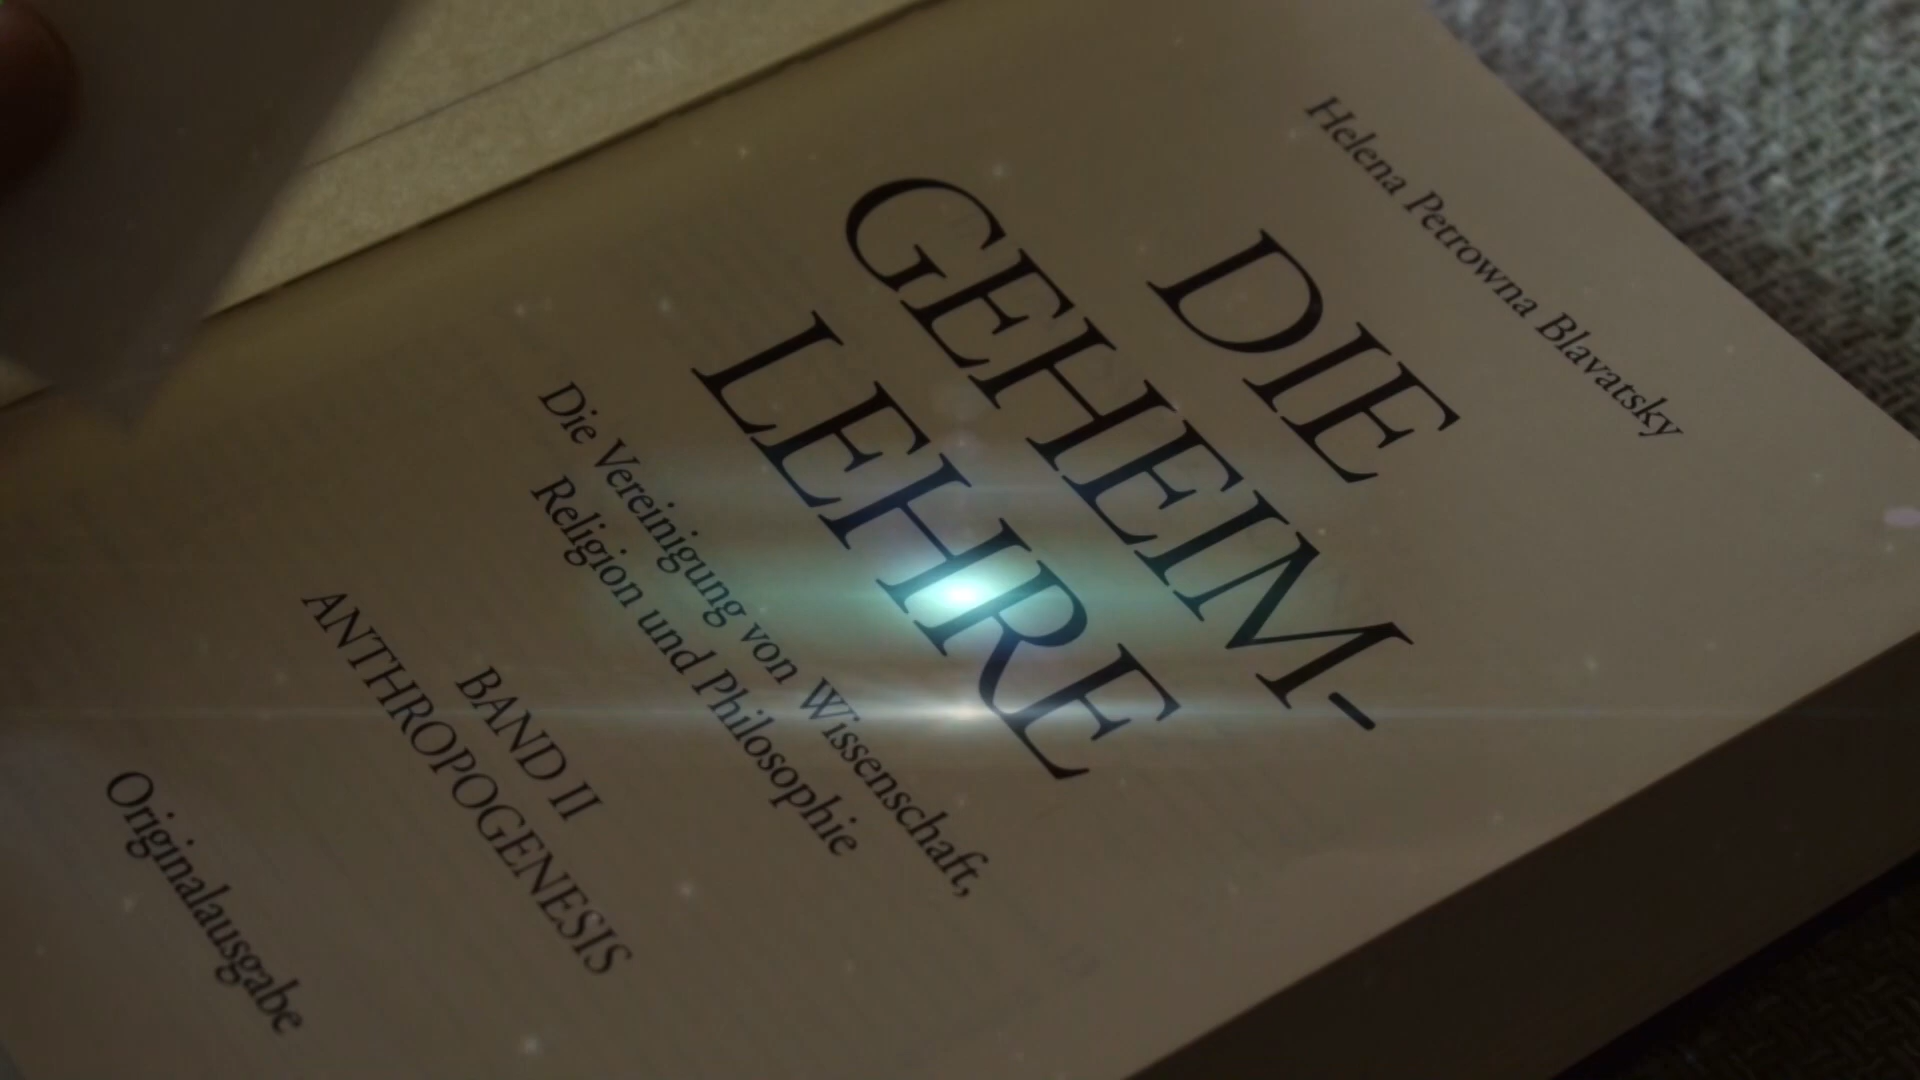 Helena Petrowna Blavatsky
DIE
GEHEIM-
LEHRE
Die Vereinigung von Wissenschaft,
Religion und Philosophie
BAND II
ANTHROPOGENESIS
Originalausgabe